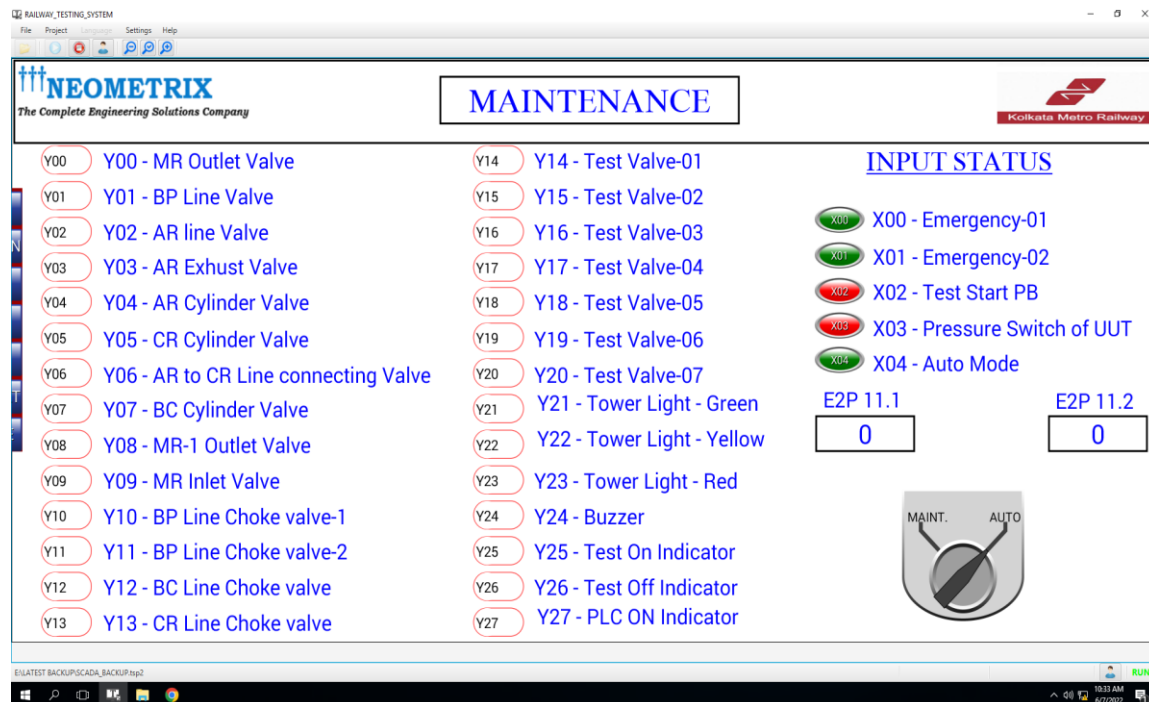 RAILWAY_TESTING_SYSTEM
File Project Language Settings Help
NEOMETRIX
The Complete Engineering Solutions Company
MAINTENANCE
Kolkata Metro Railway
Y00 Y00 - MR Outlet Valve
Y01 Y01 - BP Line Valve
Y02 Y02 - AR line Valve
Y03 Y03 - AR Exhust Valve
Y04 Y04 - AR Cylinder Valve
Y05 Y05 - CR Cylinder Valve
Y06 Y06 - AR to CR Line connecting Valve
Y07 Y07 - BC Cylinder Valve
Y08 Y08 - MR-1 Outlet Valve
Y09 Y09 - MR Inlet Valve
Y10 Y10 - BP Line Choke valve-1
Y11 Y11 - BP Line Choke valve-2
Y12 Y12 - BC Line Choke valve
Y13 Y13 - CR Line Choke valve
Y14 Y14 - Test Valve-01
Y15 Y15 - Test Valve-02
Y16 Y16 - Test Valve-03
Y17 Y17 - Test Valve-04
Y18 Y18 - Test Valve-05
Y19 Y19 - Test Valve-06
Y20 Y20 - Test Valve-07
Y21 Y21 - Tower Light - Green
Y22 Y22 - Tower Light - Yellow
Y23 Y23 - Tower Light - Red
Y24 Y24 - Buzzer
Y25 Y25 - Test On Indicator
Y26 Y26 - Test Off Indicator
Y27 Y27 - PLC ON Indicator
INPUT STATUS
X00 X00 - Emergency-01
X01 X01 - Emergency-02
X02 X02 - Test Start PB
X03 X03 - Pressure Switch of UUT
X04 X04 - Auto Mode
E2P 11.1 E2P 11.2
0 0
MAINT. AUTO
E:\LATEST BACKUP\SCADA_BACKUP.tsp2
RUN
10:33 AM
6/7/2022